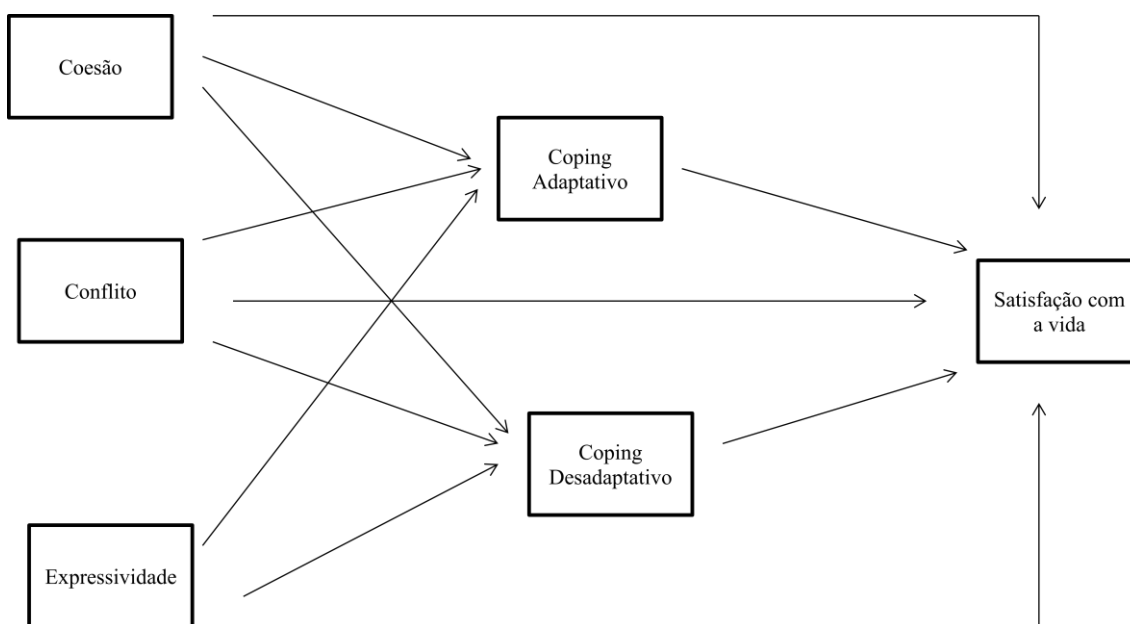 Coesão
Coping
Adaptativo
Conflito
Satisfação com
a vida
Coping
Desadaptativo
Expressividade